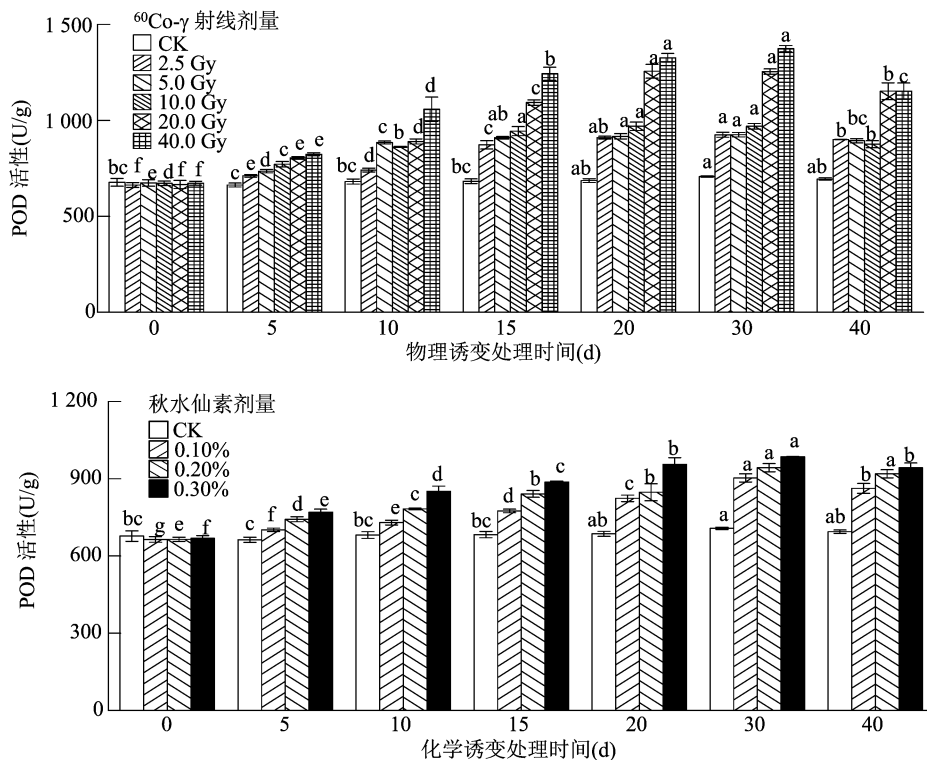 1 500
⁶⁰Co-γ 射线剂量
CK
2.5 Gy
5.0 Gy
10.0 Gy
20.0 Gy
40.0 Gy
POD 活性(U/g)
1 000
500
0
bc f e d f f
c f d c e e
bc d a b d d
c ab a c b
ab ab a a a a
a a a a a a
ab b bc b a c
0 5 10 15 20 30 40
物理诱变处理时间(d)
1 200
秋水仙素剂量
CK
0.10%
0.20%
0.30%
POD 活性(U/g)
900
600
300
0
bc g e f
c f d e
bc e c d
bc d b c
ab c b b
a a a a
ab b a b
0 5 10 15 20 30 40
化学诱变处理时间(d)